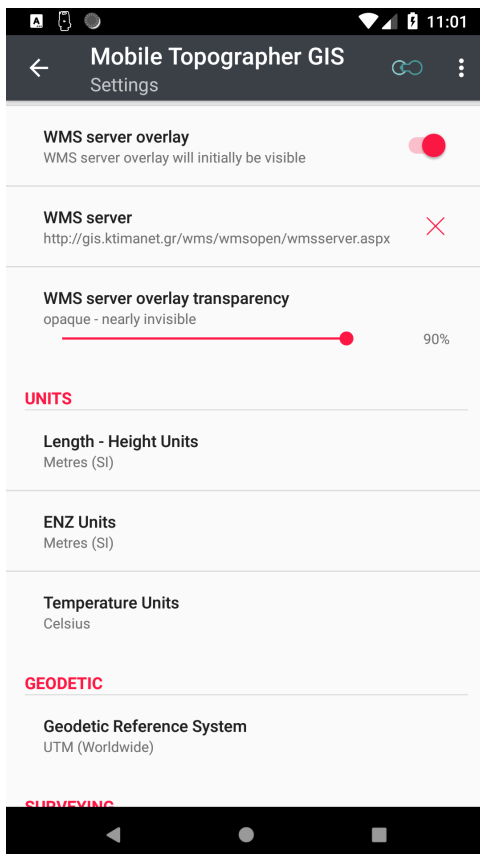 A
11:01
Mobile Topographer GIS
Settings
WMS server overlay
WMS server overlay will initially be visible
WMS server
http://gis.ktimanet.gr/wms/wmsopen/wmsserver.aspx
WMS server overlay transparency
opaque - nearly invisible
90%
UNITS
Length - Height Units
Metres (SI)
ENZ Units
Metres (SI)
Temperature Units
Celsius
GEODETIC
Geodetic Reference System
UTM (Worldwide)
SURVEYING